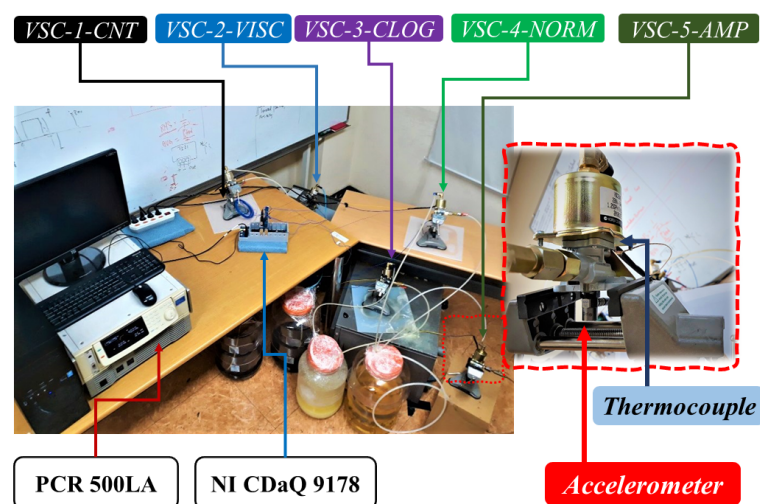 VSC-1-CNT
VSC-2-VISC
VSC-3-CLOG
VSC-4-NORM
VSC-5-AMP
Thermocouple
PCR 500LA
NI CDaQ 9178
Accelerometer